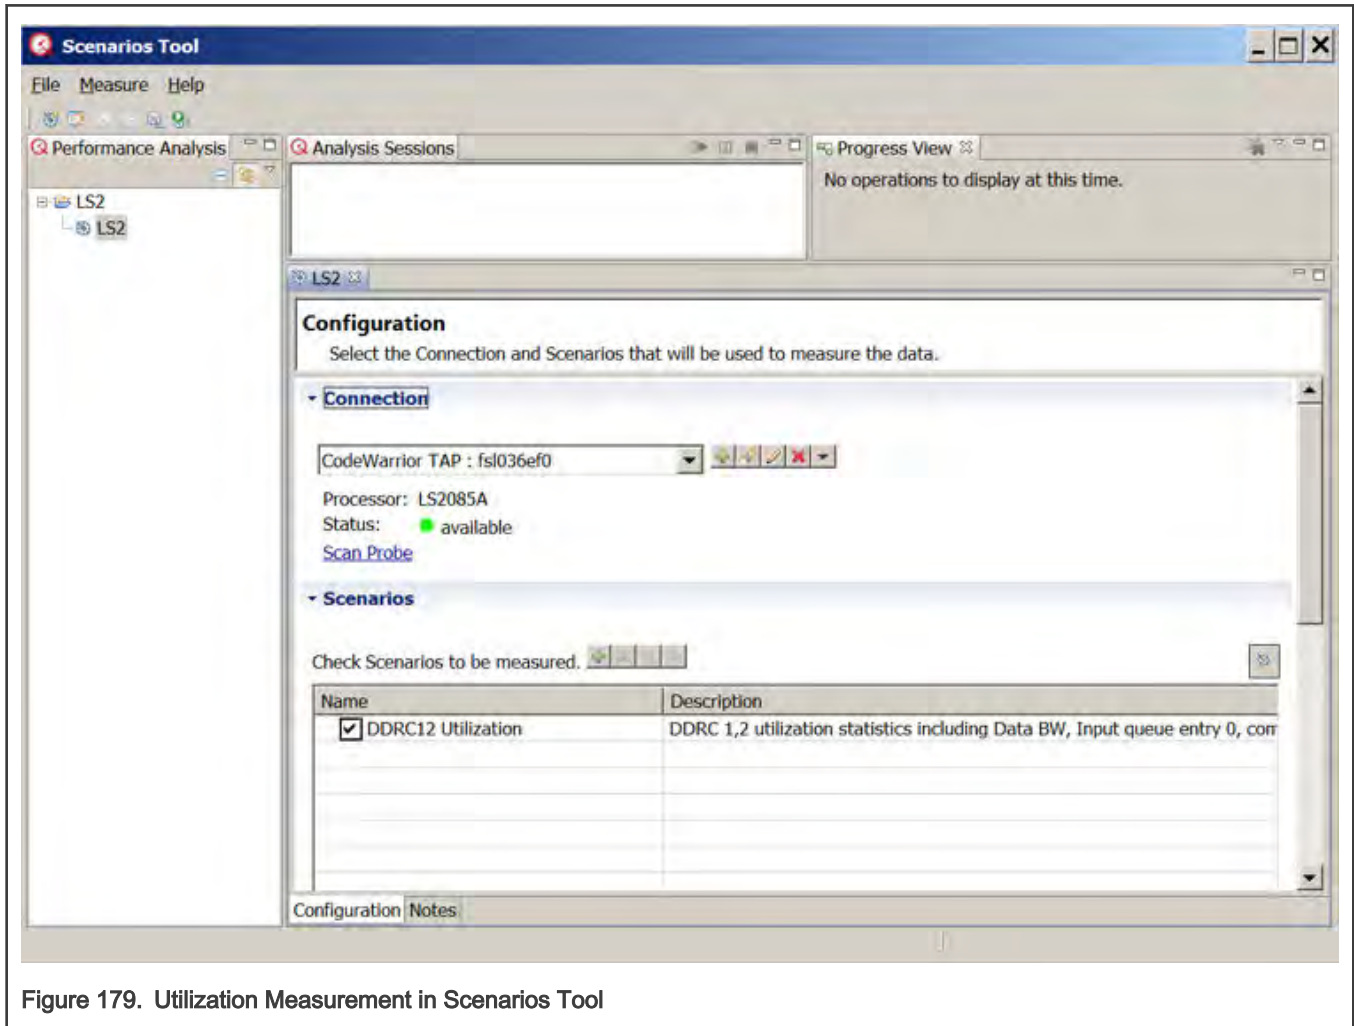 Scenarios Tool
File Measure Help
Performance Analysis
LS2
LS2
Analysis Sessions
Progress View
No operations to display at this time.
LS2
Configuration
Select the Connection and Scenarios that will be used to measure the data.
Connection
CodeWarrior TAP : fsl036ef0
Processor: LS2085A
Status: available
Scan Probe
Scenarios
Check Scenarios to be measured.
Name Description
DDRC12 Utilization DDRC 1,2 utilization statistics including Data BW, Input queue entry 0, com
Configuration Notes
Figure 179. Utilization Measurement in Scenarios Tool